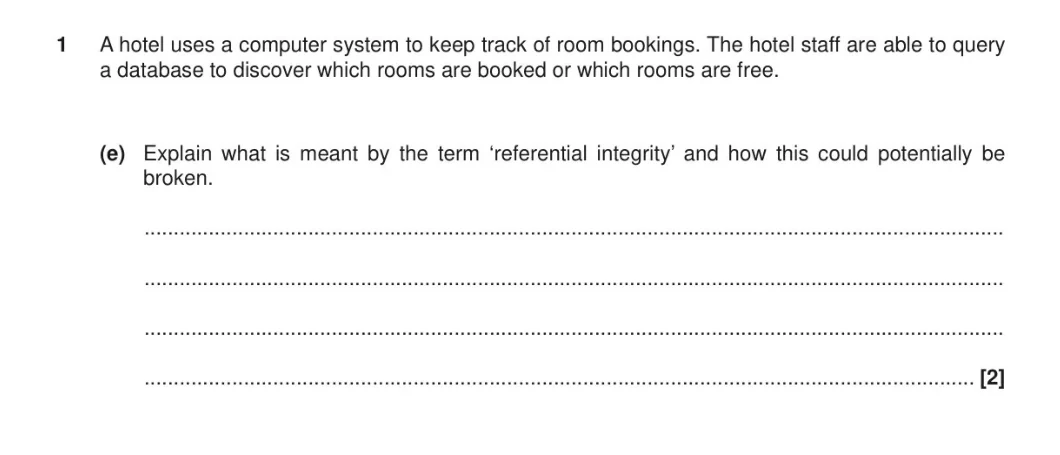 1 A hotel uses a computer system to keep track of room bookings. The hotel staff are able to query
a database to discover which rooms are booked or which rooms are free.
(e) Explain what is meant by the term ‘referential integrity’ and how this could potentially be
broken.
....................................................................................................
....................................................................................................
....................................................................................................
.................................................................................................... [2]